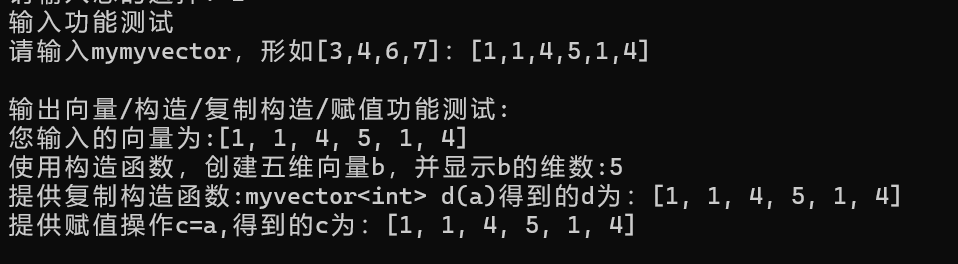 输入功能测试
请输入mymyvector，形如[3,4,6,7]：[1,1,4,5,1,4]
输出向量/构造/复制构造/赋值功能测试:
您输入的向量为:[1, 1, 4, 5, 1, 4]
使用构造函数，创建五维向量b，并显示b的维数:5
提供复制构造函数:myvector<int> d(a)得到的d为：[1, 1, 4, 5, 1, 4]
提供赋值操作c=a,得到的c为：[1, 1, 4, 5, 1, 4]